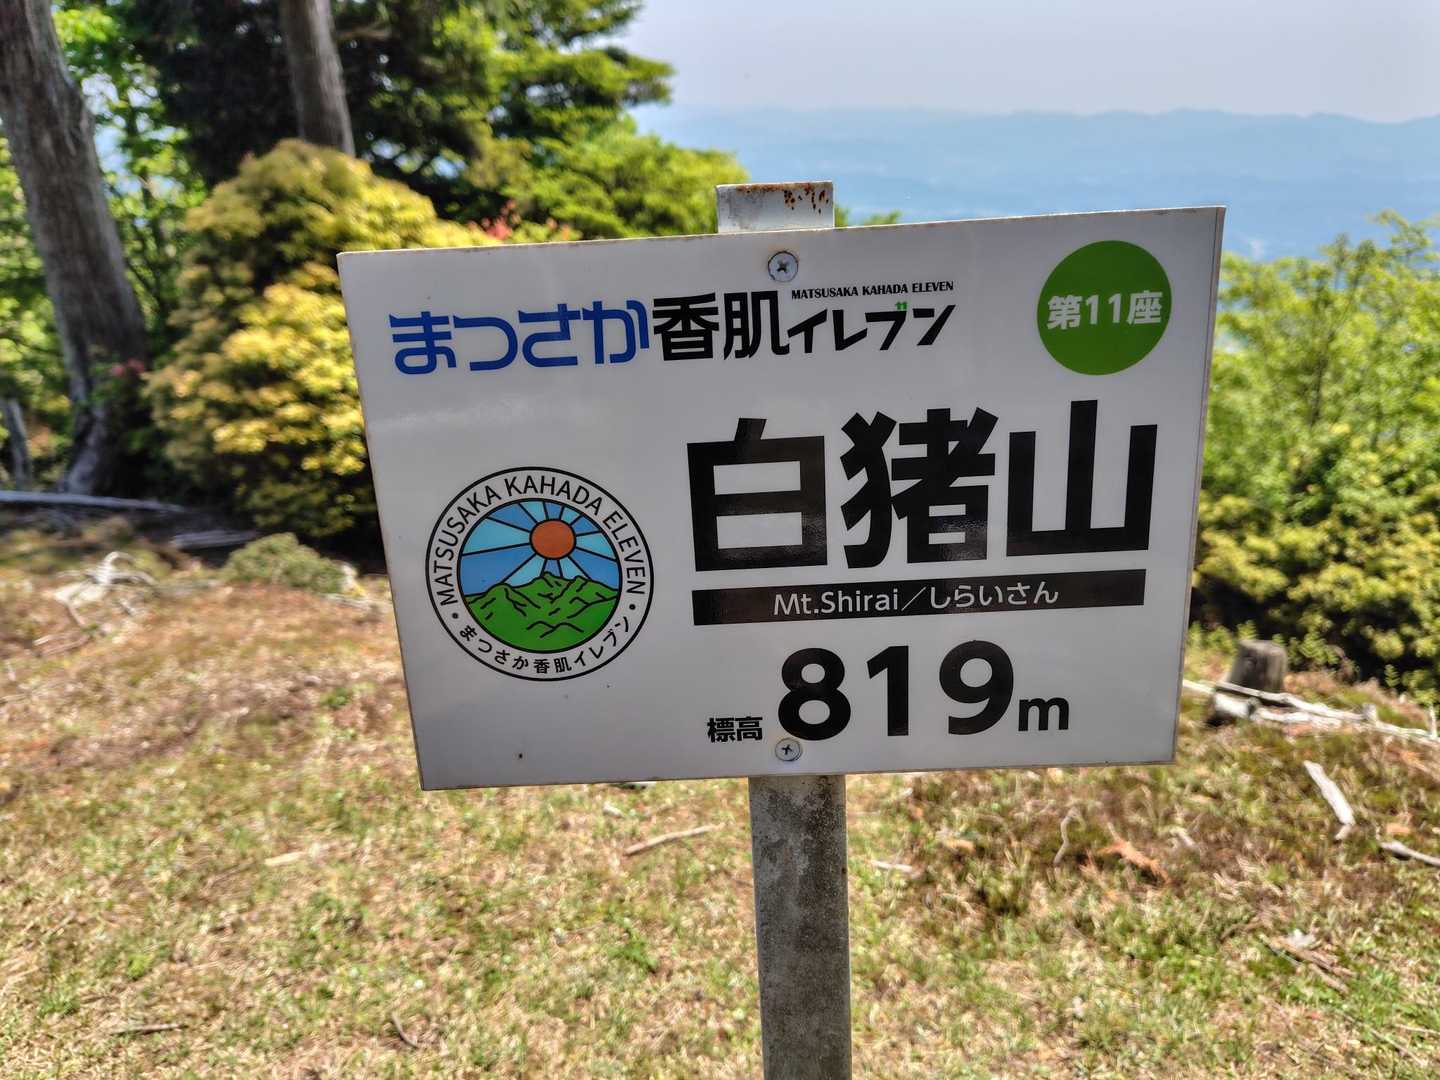 MATSUSAKA KAHADA ELEVEN
まつさか香肌イレブン
第11座
白猪山
Mt.Shirai／しらいさん
標高 819m
MATSUSAKA KAHADA ELEVEN
まつさか香肌イレブン